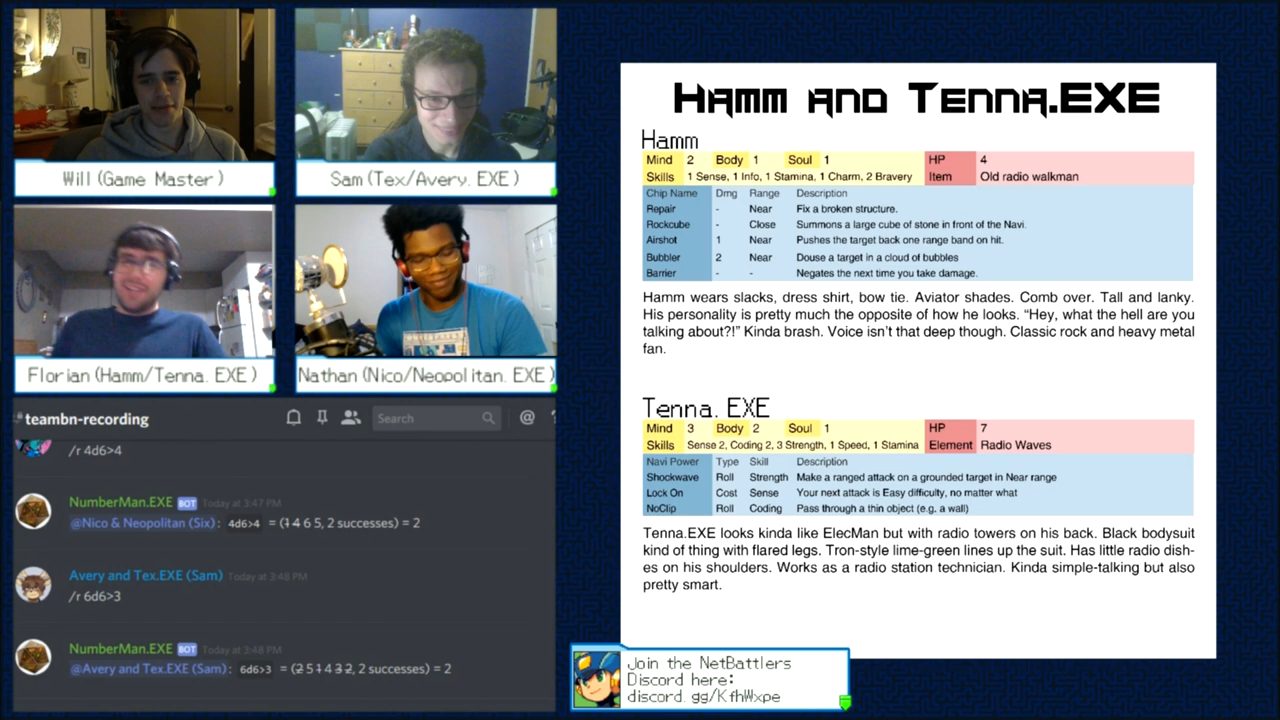 Will (Game Master)
Sam (Tex/Avery. EXE)
Florian (Hamm/Tenna. EXE)
Nathan (Nico/Neopolitan. EXE)
teambn-recording
Search
@
?
/r 4d6>4
NumberMan.EXE BOT Today at 3:47 PM
@Nico & Neopolitan (Six): 4d6>4 = (1 4 6 5, 2 successes) = 2
Avery and Tex.EXE (Sam) Today at 3:48 PM
/r 6d6>3
NumberMan.EXE BOT Today at 3:48 PM
@Avery and Tex.EXE (Sam): 6d6>3 = (2 5 1 4 3 2, 2 successes) = 2
Hamm and Tenna.EXE
Hamm
Mind 2 Body 1 Soul 1 HP 4
Skills 1 Sense, 1 Info, 1 Stamina, 1 Charm, 2 Bravery Item Old radio walkman
Chip Name Dmg Range Description
Repair - Near Fix a broken structure.
Rockcube - Close Summons a large cube of stone in front of the Navi.
Airshot 1 Near Pushes the target back one range band on hit.
Bubbler 2 Near Douse a target in a cloud of bubbles
Barrier - - Negates the next time you take damage.
Hamm wears slacks, dress shirt, bow tie. Aviator shades. Comb over. Tall and lanky.
His personality is pretty much the opposite of how he looks. “Hey, what the hell are you
talking about?!” Kinda brash. Voice isn’t that deep though. Classic rock and heavy metal
fan.
Tenna. EXE
Mind 3 Body 2 Soul 1 HP 7
Skills Sense 2, Coding 2, 3 Strength, 1 Speed, 1 Stamina Element Radio Waves
Navi Power Type Skill Description
Shockwave Roll Strength Make a ranged attack on a grounded target in Near range
Lock On Cost Sense Your next attack is Easy difficulty, no matter what
NoClip Roll Coding Pass through a thin object (e.g. a wall)
Tenna.EXE looks kinda like ElecMan but with radio towers on his back. Black bodysuit
kind of thing with flared legs. Tron-style lime-green lines up the suit. Has little radio dish-
es on his shoulders. Works as a radio station technician. Kinda simple-talking but also
pretty smart.
Join the NetBattlers
Discord here:
discord.gg/KfhWxpe